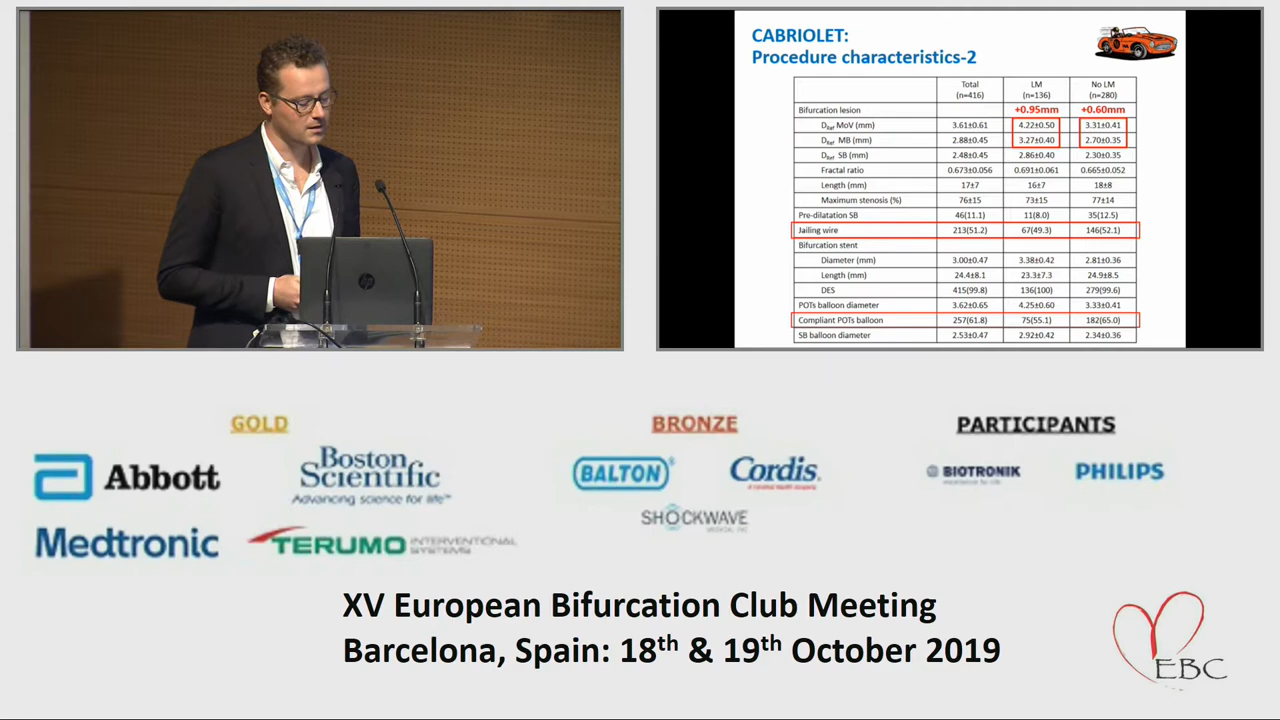 CABRIOLET:
Procedure characteristics-2
Total LM No LM
(n=416) (n=136) (n=280)
Bifurcation lesion +0.95mm +0.60mm
DRef MoV (mm) 3.61±0.61 4.22±0.50 3.31±0.41
DRef MB (mm) 2.88±0.45 3.27±0.40 2.70±0.35
DRef SB (mm) 2.48±0.45 2.86±0.40 2.30±0.35
Fractal ratio 0.673±0.056 0.691±0.061 0.665±0.052
Length (mm) 17±7 16±7 18±8
Maximum stenosis (%) 76±15 73±15 77±14
Pre-dilatation SB 46(11.1) 11(8.0) 35(12.5)
Jailing wire 213(51.2) 67(49.3) 146(52.1)
Bifurcation stent
Diameter (mm) 3.00±0.47 3.38±0.42 2.81±0.36
Length (mm) 24.4±8.1 23.3±7.3 24.9±8.5
DES 415(99.8) 136(100) 279(99.6)
POTs balloon diameter 3.62±0.65 4.25±0.60 3.33±0.41
Compliant POTs balloon 257(61.8) 75(55.1) 182(65.0)
SB balloon diameter 2.53±0.47 2.92±0.42 2.34±0.36
hp
GOLD
Abbott
Boston
Scientific
Advancing science for life™
Medtronic
TERUMO INTERVENTIONAL
SYSTEMS
BRONZE
BALTON®
Cordis
SHOCKWAVE
MEDICAL INC
PARTICIPANTS
BIOTRONIK
excellence for life
PHILIPS
XV European Bifurcation Club Meeting
Barcelona, Spain: 18th & 19th October 2019
EBC